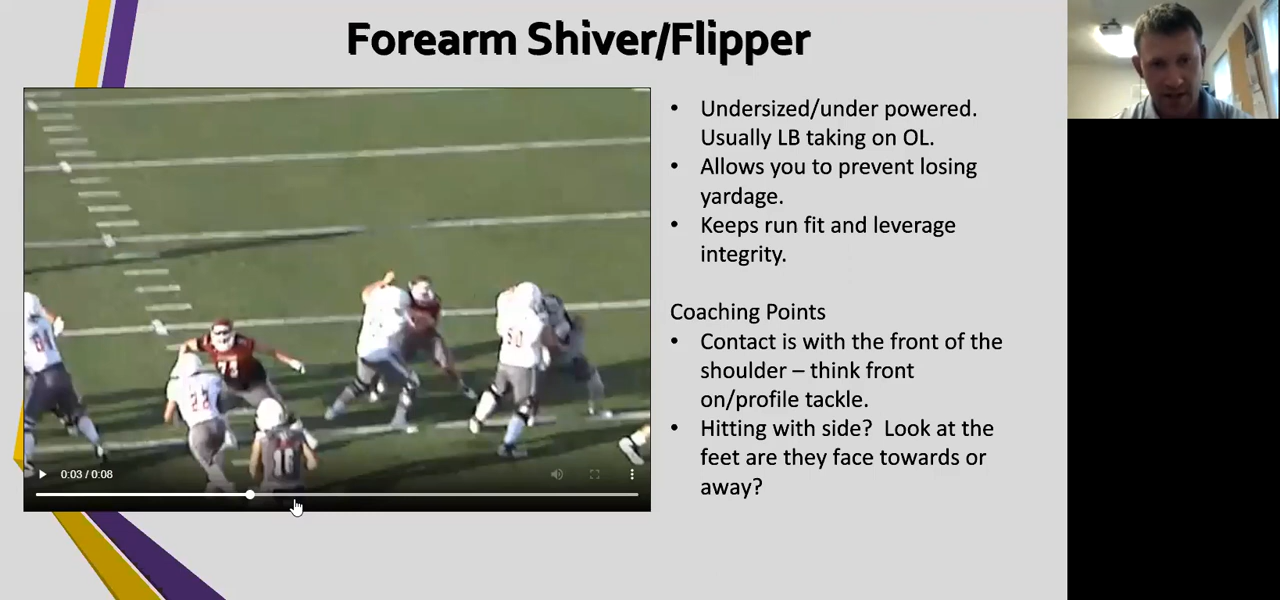 Forearm Shiver/Flipper
• Undersized/under powered.
Usually LB taking on OL.
• Allows you to prevent losing
yardage.
• Keeps run fit and leverage
integrity.
Coaching Points
• Contact is with the front of the
shoulder – think front
on/profile tackle.
• Hitting with side? Look at the
feet are they face towards or
away?
0:03 / 0:08